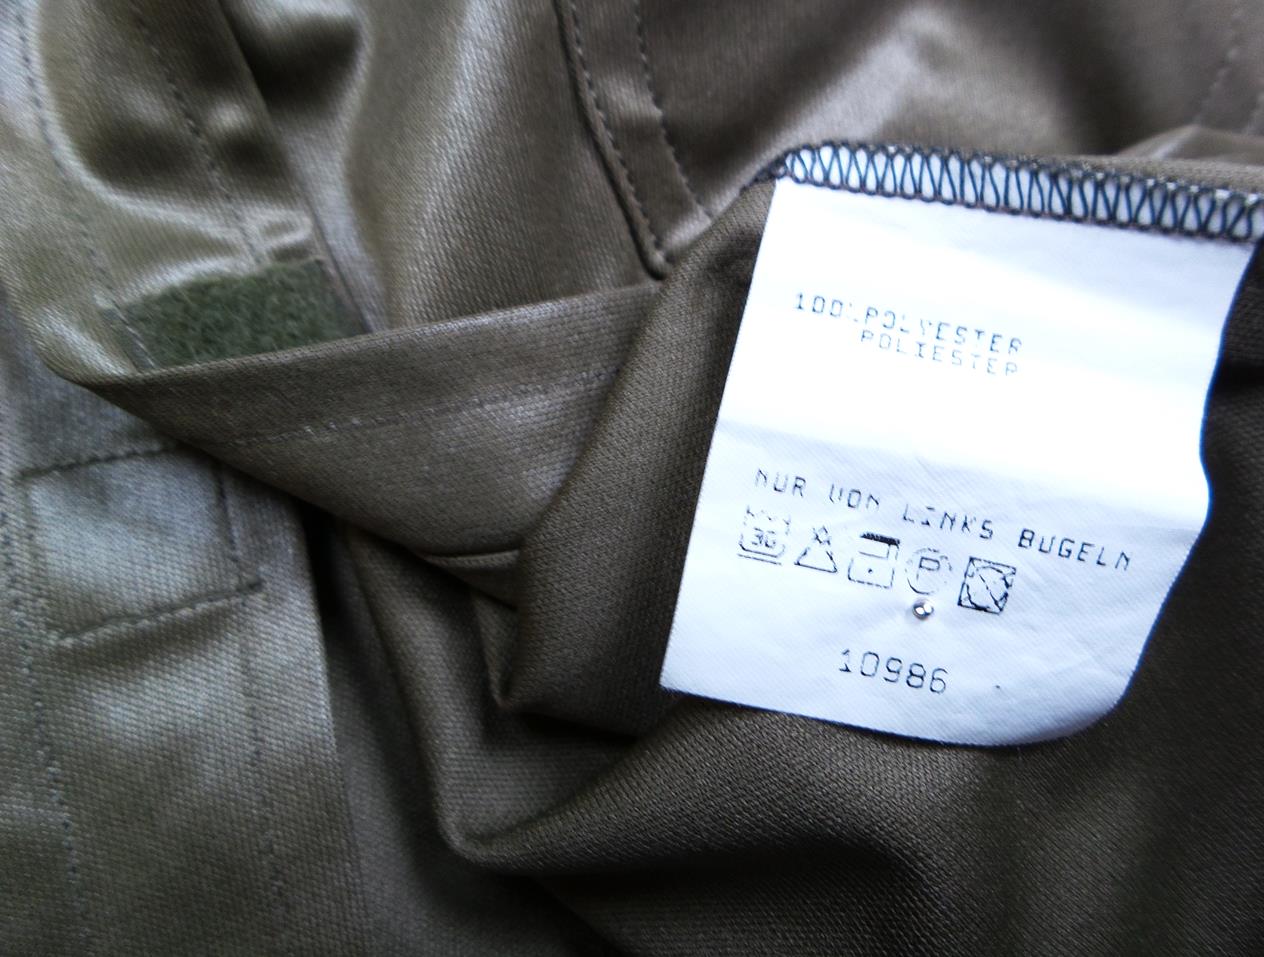 100%POLYESTER
POLIESTER
NUR VON LINKS BUGELN
30
P
10986